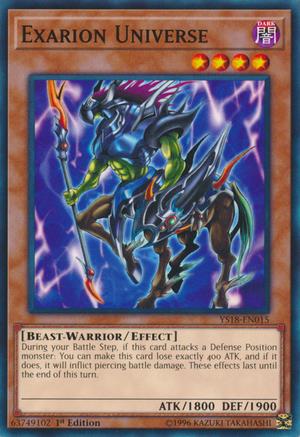 Exarion Universe
DARK
闇
YS18-EN015
[Beast-Warrior/Effect]
During your Battle Step, if this card attacks a Defense Position
monster: You can make this card lose exactly 400 ATK, and if it
does, it will inflict piercing battle damage. These effects last until
the end of this turn.
ATK/1800 DEF/900
63749102 1st Edition ©1996 KAZUKI TAKAHASHI